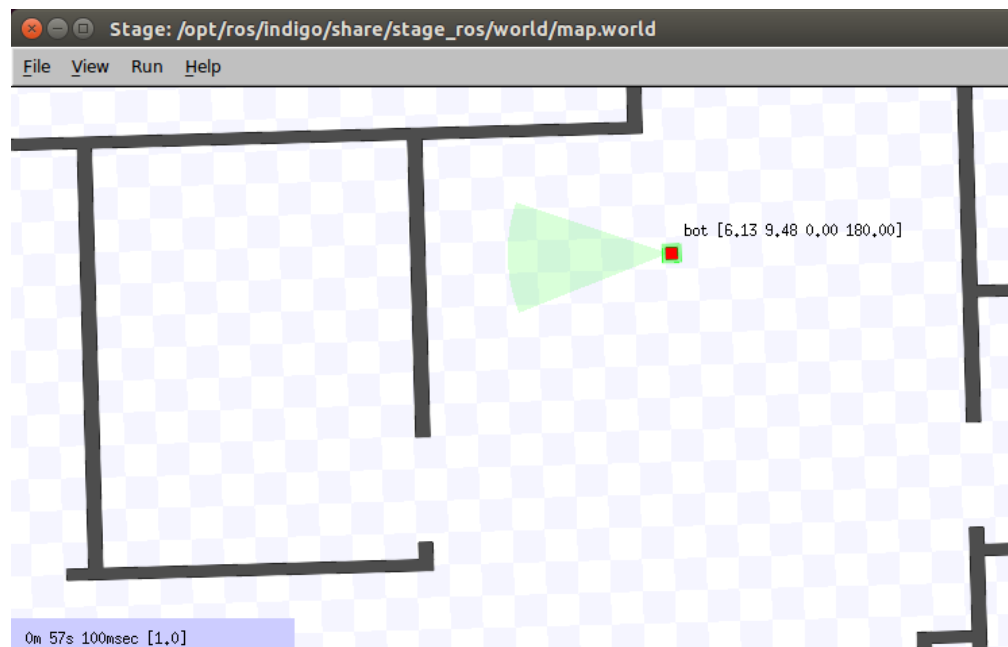 Stage: /opt/ros/indigo/share/stage_ros/world/map.world
File View Run Help
bot [6.13 9.48 0.00 180.00]
0m 57s 100msec [1.0]